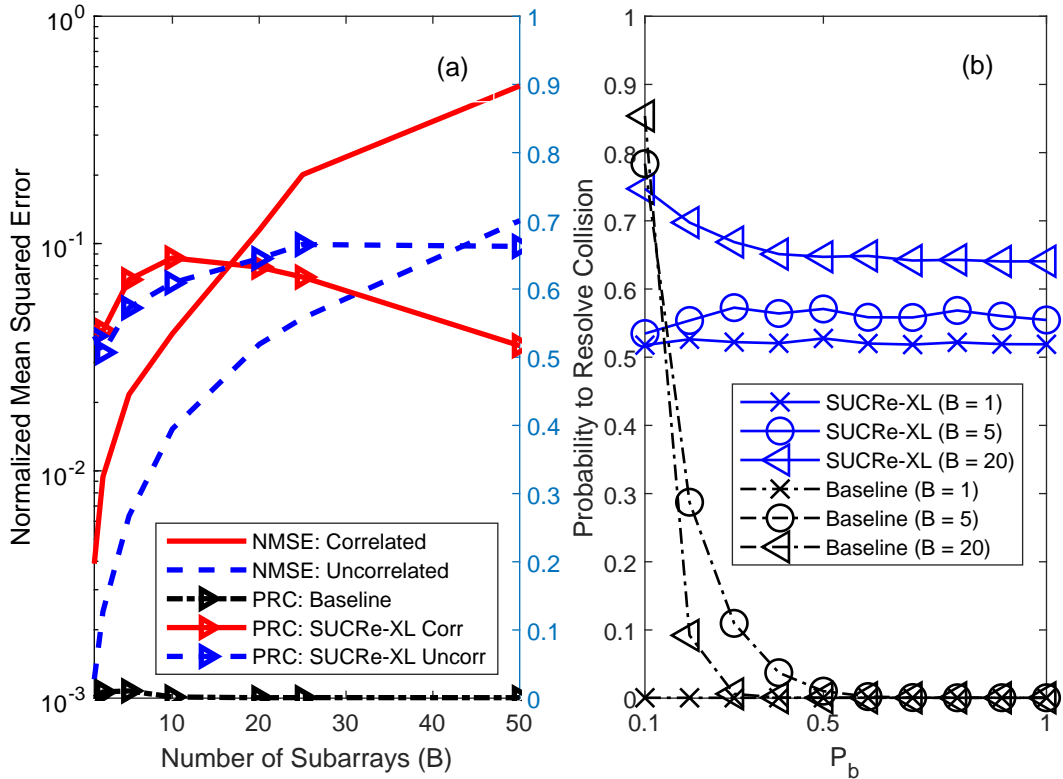 (a)
Normalized Mean Squared Error
10^0
10^-1
10^-2
10^-3
1
0.9
0.8
0.7
0.6
0.5
0.4
0.3
0.2
0.1
0
NMSE: Correlated
NMSE: Uncorrelated
PRC: Baseline
PRC: SUCRe-XL Corr
PRC: SUCRe-XL Uncorr
10
20
30
40
50
Number of Subarrays (B)
(b)
Probability to Resolve Collision
1
0.9
0.8
0.7
0.6
0.5
0.4
0.3
0.2
0.1
0
SUCRe-XL (B = 1)
SUCRe-XL (B = 5)
SUCRe-XL (B = 20)
Baseline (B = 1)
Baseline (B = 5)
Baseline (B = 20)
0.1
0.5
1
P_b